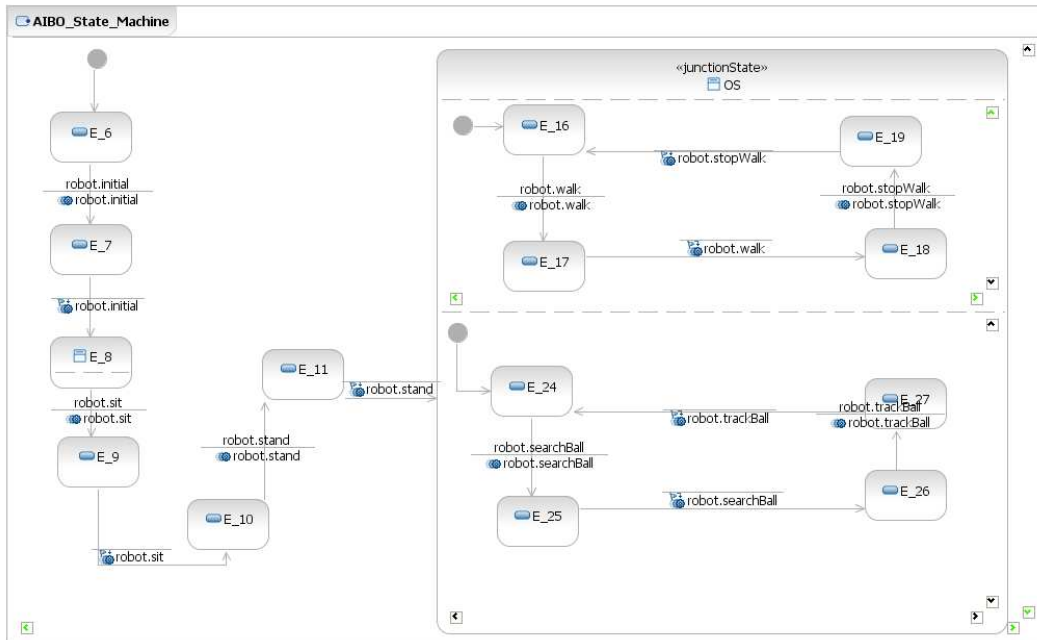 AIBO_State_Machine
E_6
robot.initial
robot.initial
E_7
robot.initial
E_8
robot.sit
robot.sit
E_9
robot.sit
E_10
robot.stand
robot.stand
E_11
robot.stand
«junctionState»
OS
E_16
robot.walk
robot.walk
E_17
robot.walk
E_18
robot.stopWalk
robot.stopWalk
E_19
robot.stopWalk
E_24
robot.searchBall
robot.searchBall
E_25
robot.searchBall
E_26
robot.trackBall
robot.trackBall
E_27
robot.trackBall